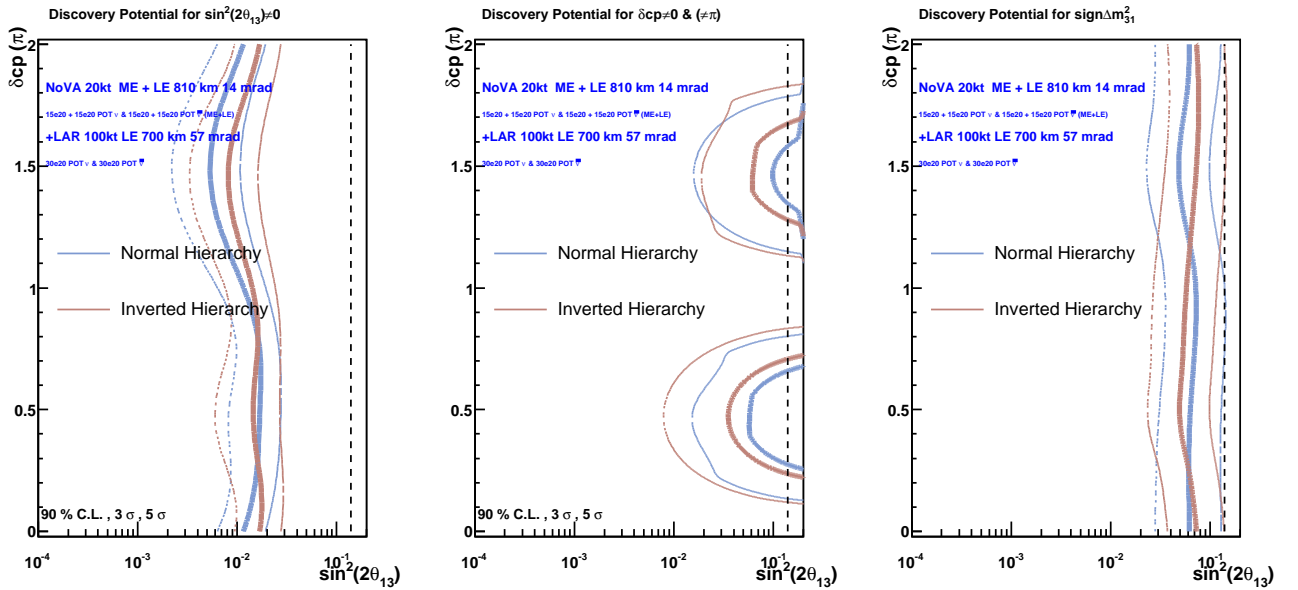 Discovery Potential for sin²(2θ₁₃)≠0
δcp (π)
2
1.5
1
0.5
0
NoVA 20kt ME + LE 810 km 14 mrad
15e20 + 15e20 POT ν & 15e20 + 15e20 POT ν̅ (ME+LE)
+LAR 100kt LE 700 km 57 mrad
30e20 POT ν & 30e20 POT ν̅
Normal Hierarchy
Inverted Hierarchy
90 % C.L. , 3 σ , 5 σ
10⁻⁴ 10⁻³ 10⁻² 10⁻¹
sin²(2θ₁₃)
Discovery Potential for δcp≠0 & (≠π)
δcp (π)
2
1.5
1
0.5
0
NoVA 20kt ME + LE 810 km 14 mrad
15e20 + 15e20 POT ν & 15e20 + 15e20 POT ν̅ (ME+LE)
+LAR 100kt LE 700 km 57 mrad
30e20 POT ν & 30e20 POT ν̅
Normal Hierarchy
Inverted Hierarchy
90 % C.L. , 3 σ , 5 σ
10⁻⁴ 10⁻³ 10⁻² 10⁻¹
sin²(2θ₁₃)
Discovery Potential for signΔm²₃₁
δcp (π)
2
1.5
1
0.5
0
NoVA 20kt ME + LE 810 km 14 mrad
15e20 + 15e20 POT ν & 15e20 + 15e20 POT ν̅ (ME+LE)
+LAR 100kt LE 700 km 57 mrad
30e20 POT ν & 30e20 POT ν̅
Normal Hierarchy
Inverted Hierarchy
10⁻⁴ 10⁻³ 10⁻² 10⁻¹
sin²(2θ₁₃)